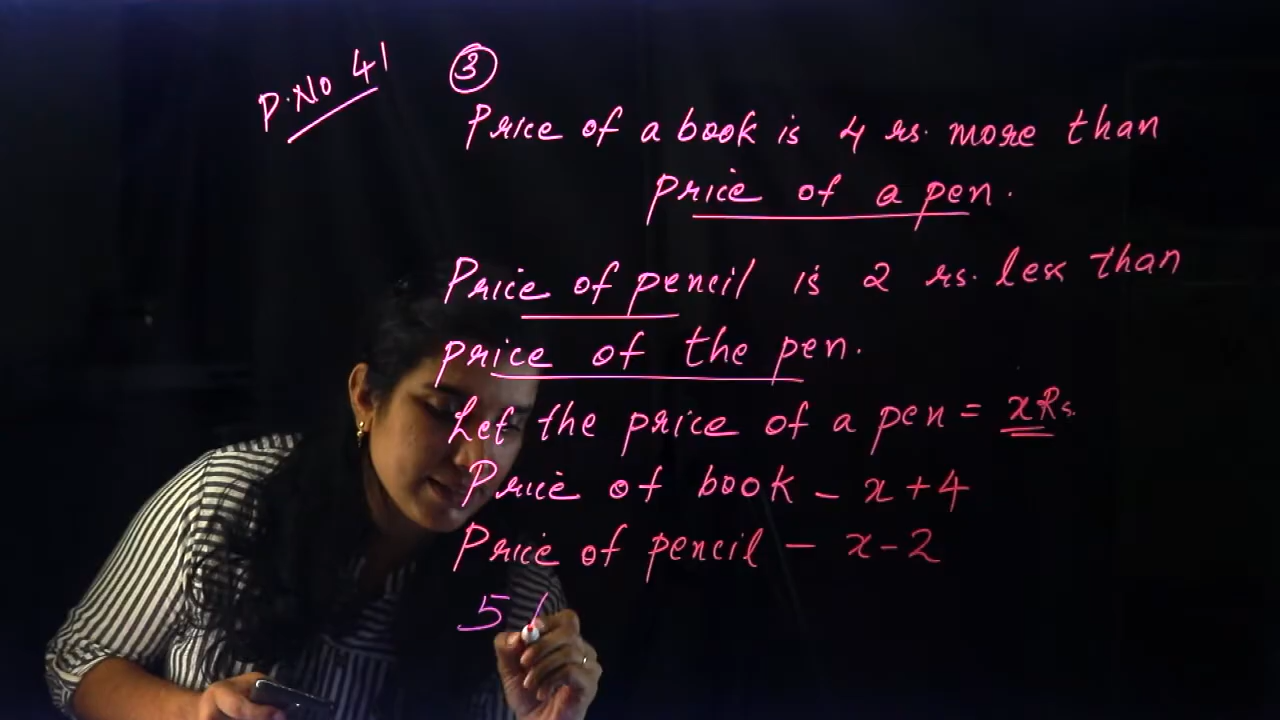 P.No 41
3
Price of a book is 4 rs. more than
price of a pen.
Price of pencil is 2 rs. less than
price of the pen.
Let the price of a pen = x Rs.
Price of book - x + 4
Price of pencil - x - 2
5